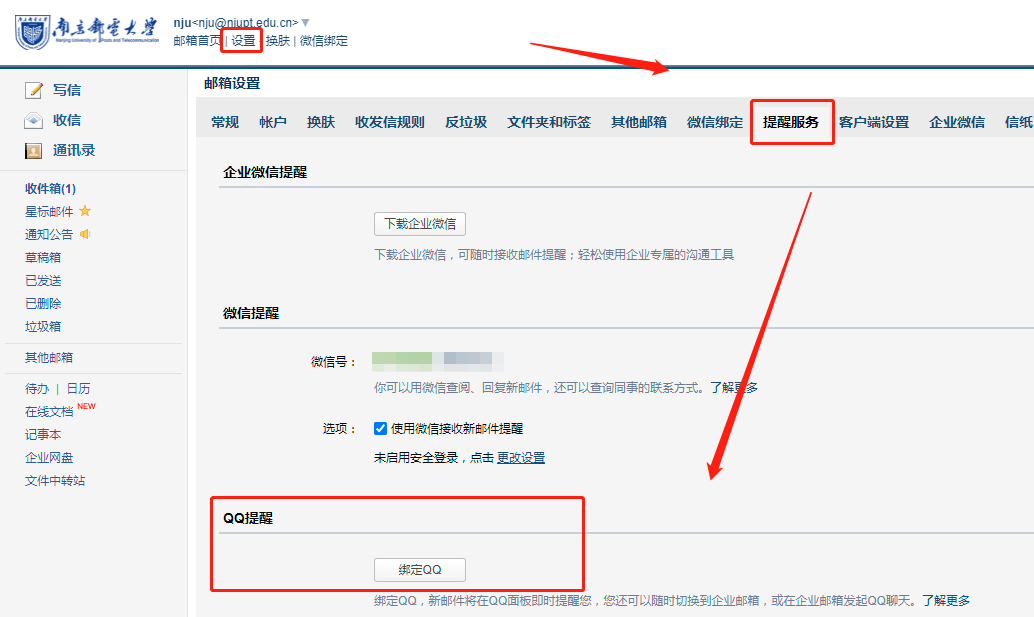 南京邮电大学
Nanjing University of Posts and Telecommunications
nju<nju@njupt.edu.cn>
邮箱首页 | 设置 - 换肤 | 微信绑定
写信
收信
通讯录
收件箱(1)
星标邮件
通知公告
草稿箱
已发送
已删除
垃圾箱
其他邮箱
待办 | 日历
在线文档 NEW
记事本
企业网盘
文件中转站
邮箱设置
常规 帐户 换肤 收发信规则 反垃圾 文件夹和标签 其他邮箱 微信绑定 提醒服务 客户端设置 企业微信 信纸
企业微信提醒
下载企业微信
下载企业微信，可随时接收邮件提醒；轻松使用企业专属的沟通工具
微信提醒
微信号：
你可以用微信查阅、回复新邮件，还可以查询同事的联系方式。了解更多
选项： 使用微信接收新邮件提醒
未启用安全登录，点击 更改设置
QQ提醒
绑定QQ
绑定QQ，新邮件将在QQ面板即时提醒您，您还可以随时切换到企业邮箱，或在企业邮箱发起QQ聊天。了解更多